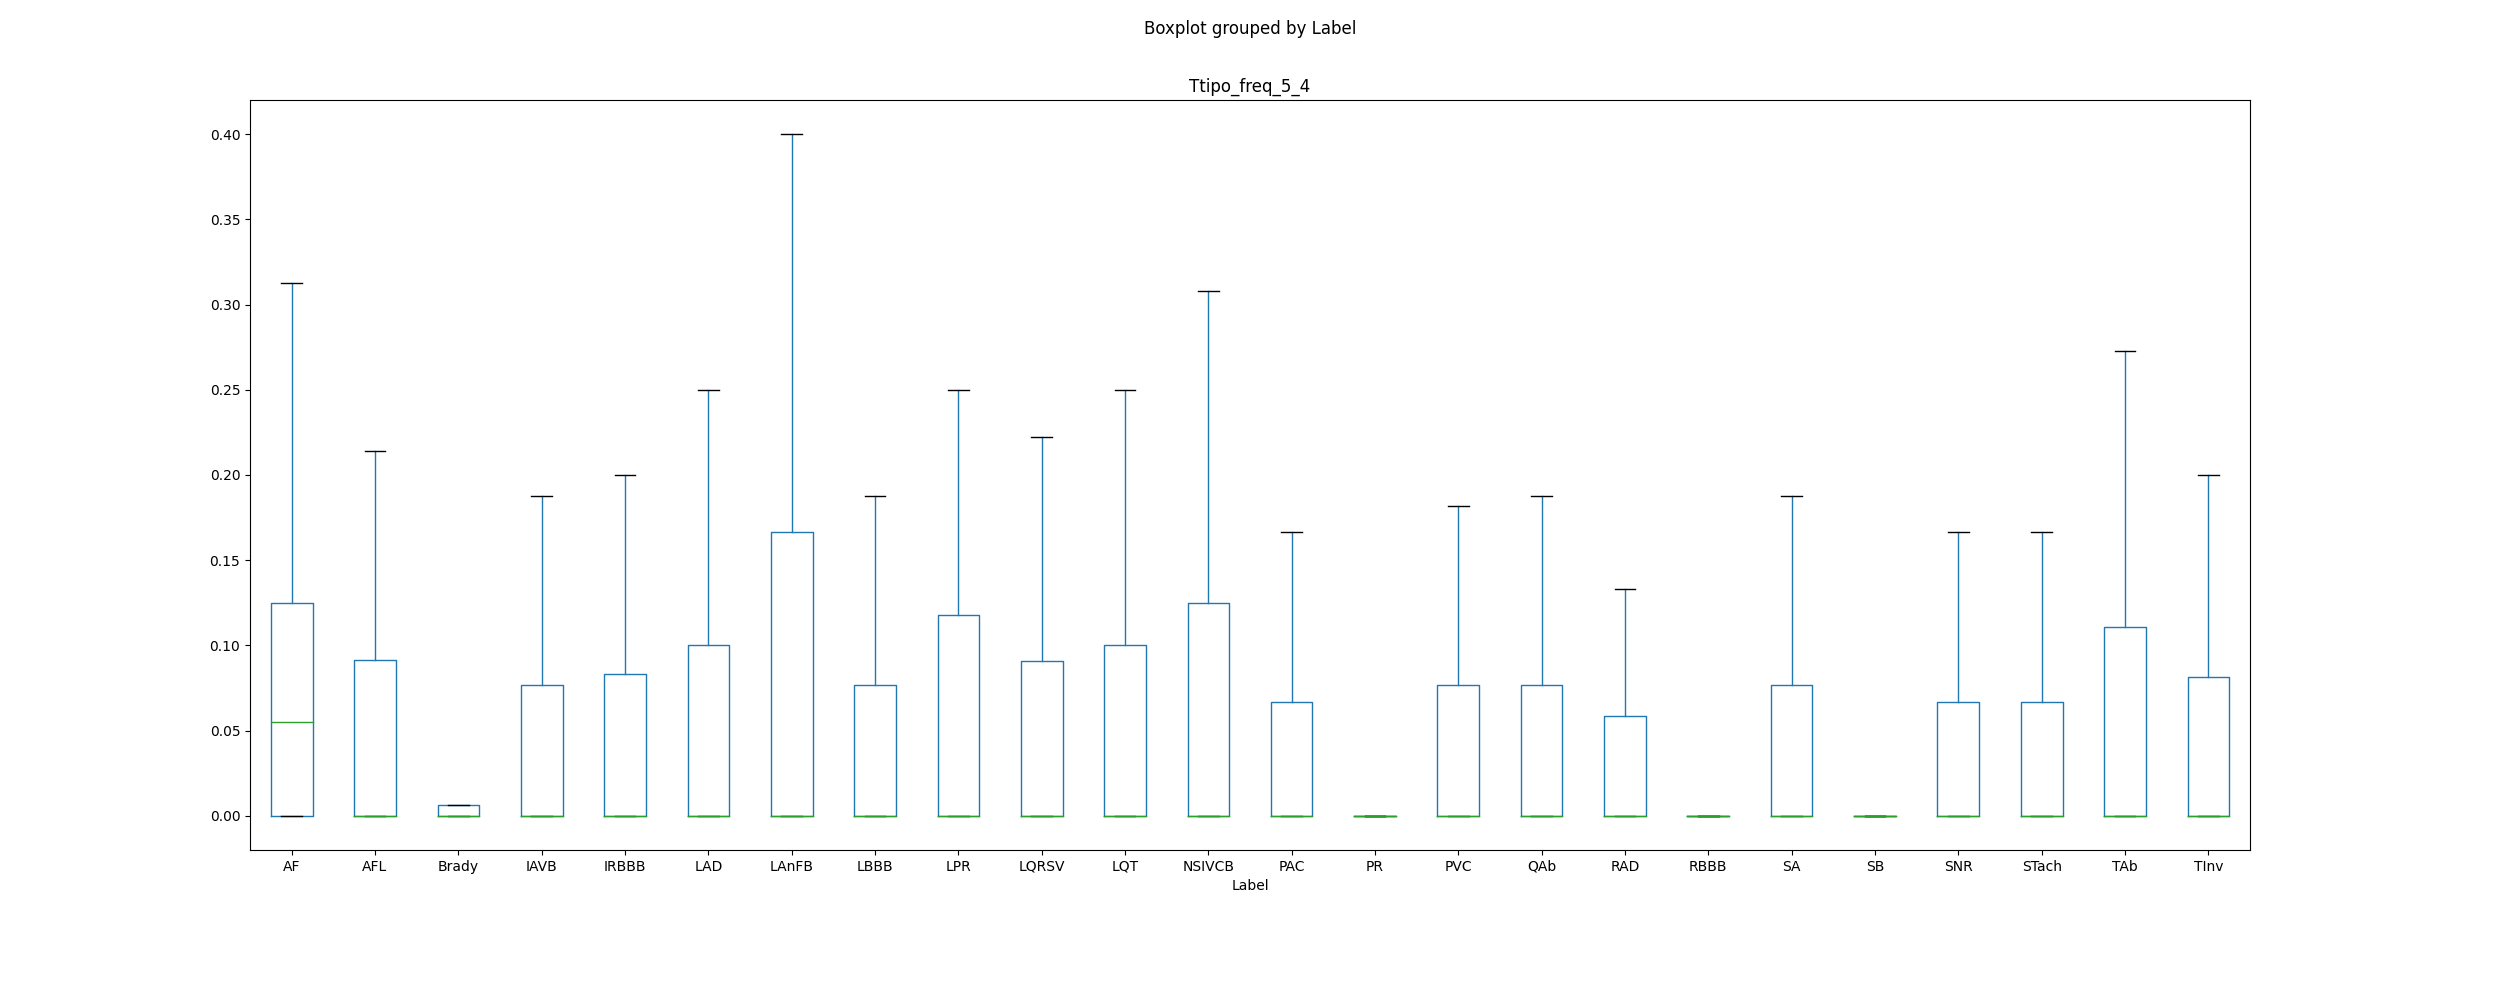 Boxplot grouped by Label
Ttipo_freq_5_4
0.40
0.35
0.30
0.25
0.20
0.15
0.10
0.05
0.00
AF AFL Brady IAVB IRBBB LAD LAnFB LBBB LPR LQRSV LQT NSIVCB PAC PR PVC QAb RAD RBBB SA SB SNR STach TAb TInv
Label